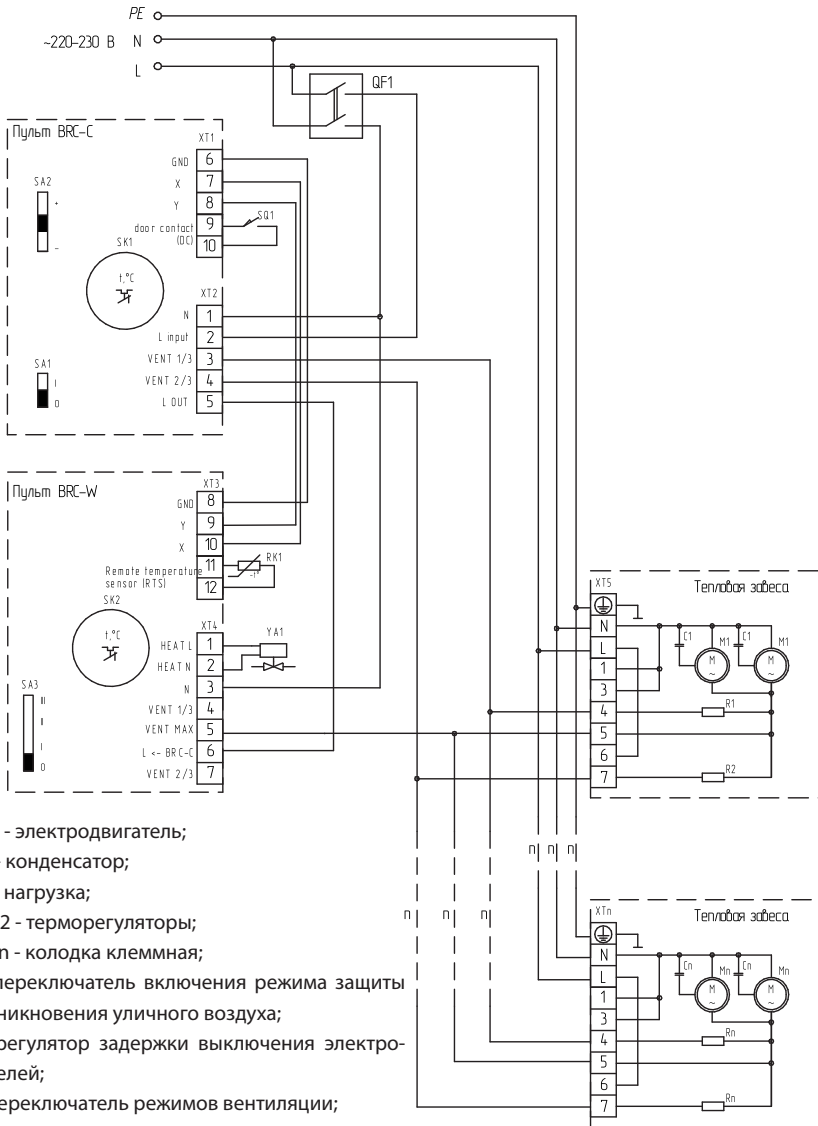 PE
~220-230 В N
L
QF1
Пульт BRC-C
XT1
SA2
+
-
GND 6
X 7
Y 8
door contact (DC) 9
10
SQ1
SK1
t,°C
XT2
N 1
L input 2
VENT 1/3 3
VENT 2/3 4
L OUT 5
SA1
I
0
Пульт BRC-W
XT3
GND 8
Y 9
X 10
Remote temperature 11
sensor (RTS) 12
RK1
-t°
SK2
t,°C
XT4
HEAT L 1
HEAT N 2
N 3
VENT 1/3 4
VENT MAX 5
L <- BRC-C 6
VENT 2/3 7
YA1
SA3
III
II
I
0
XT5
Тепловая завеса
N
L
1
3
4
5
6
7
C1
M1
C1
M1
M
~
M
~
R1
R2
n n n
n n n
XTn
Тепловая завеса
N
L
1
3
4
5
6
7
Cn
Mn
Cn
Mn
M
~
M
~
Rn
Rn
- электродвигатель;
конденсатор;
нагрузка;
2 - терморегуляторы;
n - колодка клеммная;
переключатель включения режима защиты
никновения уличного воздуха;
регулятор задержки выключения электро-
елей;
ереключатель режимов вентиляции;